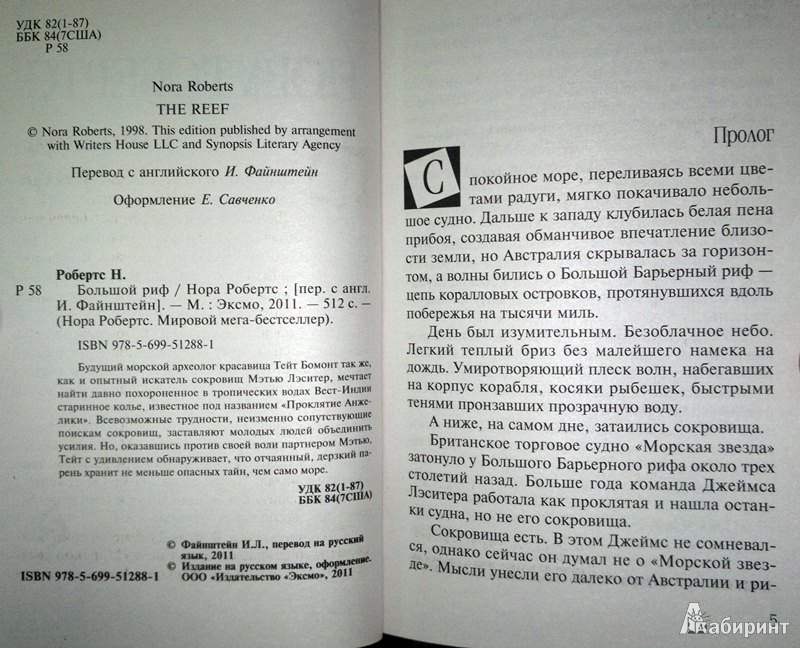 УДК 82(1-87)
ББК 84(7США)
Р 58
Nora Roberts
THE REEF
© Nora Roberts, 1998. This edition published by arrangement
with Writers House LLC and Synopsis Literary Agency
Перевод с английского И. Файнштейн
Оформление Е. Савченко
Робертс Н.
Р 58 Большой риф / Нора Робертс ; [пер. с англ.
И. Файнштейн]. — М. : Эксмо, 2011. — 512 с. —
(Нора Робертс. Мировой мега-бестселлер).
ISBN 978-5-699-51288-1
Будущий морской археолог красавица Тейт Бомонт так же,
как и опытный искатель сокровищ Мэтью Лэситер, мечтает
найти давно похороненное в тропических водах Вест-Индии
старинное колье, известное под названием «Проклятие Анже-
лики». Всевозможные трудности, неизменно сопутствующие
поискам сокровищ, заставляют молодых людей объединить
усилия. Но, оказавшись против своей воли партнером Мэтью,
Тейт с удивлением обнаруживает, что отчаянный, дерзкий па-
рень хранит не меньше опасных тайн, чем само море.
УДК 82(1-87)
ББК 84(7США)
© Файнштейн И.Л., перевод на русский
язык, 2011
© Издание на русском языке, оформление.
ООО «Издательство «Эксмо», 2011
ISBN 978-5-699-51288-1
Пролог
Спокойное море, переливаясь всеми цве-
тами радуги, мягко покачивало неболь-
шое судно. Дальше к западу клубилась белая пена
прибоя, создавая обманчивое впечатление близо-
сти земли, но Австралия скрывалась за горизон-
том, а волны бились о Большой Барьерный риф —
цепь коралловых островков, протянувшихся вдоль
побережья на тысячи миль.
День был изумительным. Безоблачное небо.
Легкий теплый бриз без малейшего намека на
дождь. Умиротворяющий плеск волн, набегавших
на корпус корабля, косяки рыбешек, быстрыми
тенями пронзавших прозрачную воду.
А ниже, на самом дне, затаились сокровища.
Британское торговое судно «Морская звезда»
затонуло у Большого Барьерного рифа около трех
столетий назад. Больше года команда Джеймса
Лэситера работала как проклятая и нашла остан-
ки судна, но не его сокровища.
Сокровища есть. В этом Джеймс не сомневал-
ся, однако сейчас он думал не о «Морской звез-
де». Мысли унесли его далеко от Австралии и ри-
5
Лабиринт